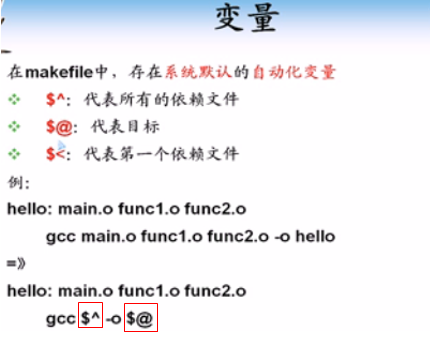 变量
在makefile中，存在系统默认的自动化变量
$^：代表所有的依赖文件
$@：代表目标
$<：代表第一个依赖文件
例：
hello: main.o func1.o func2.o
gcc main.o func1.o func2.o -o hello
=》
hello: main.o func1.o func2.o
gcc $^ -o $@